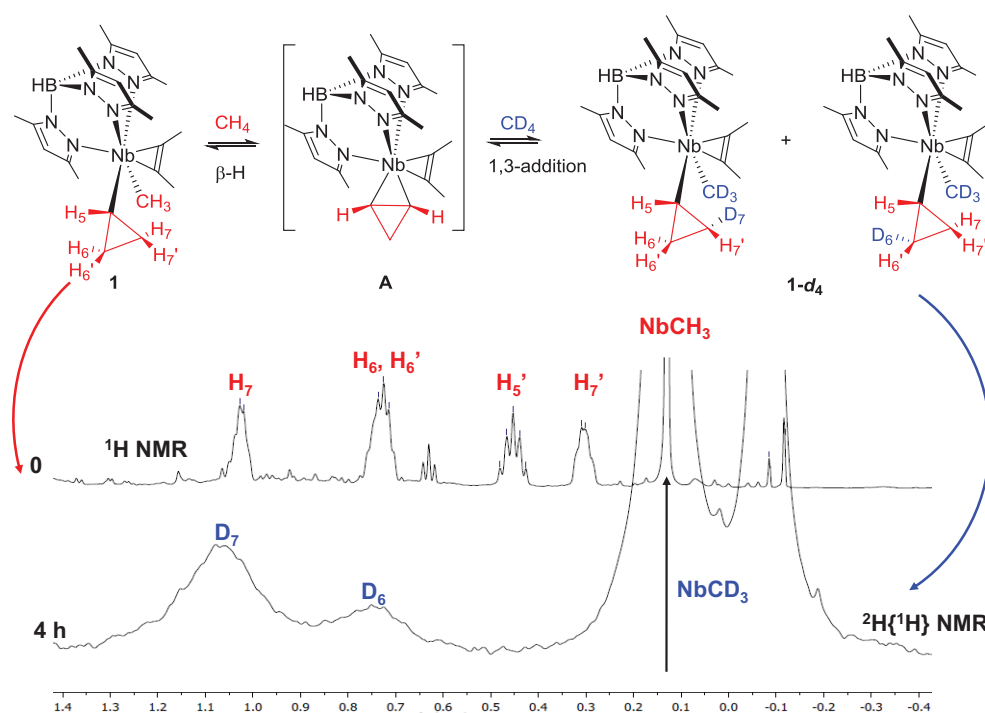 HB N N N N N N Nb CH3 H5 H6 H6' H7 H7'
1
CH4
β-H
HB N N N N N N Nb H H
A
CD4
1,3-addition
HB N N N N N N Nb CD3 H5 D7 H6 H6' H7'
+
HB N N N N N N Nb CD3 H5 H7 D6 H6' H7'
1-d4
NbCH3
H7
H6, H6’
H5’
H7’
1H NMR
0
D7
D6
NbCD3
4 h
2H{1H} NMR
1.4 1.3 1.2 1.1 1.0 0.9 0.8 0.7 0.6 0.5 0.4 0.3 0.2 0.1 0.0 -0.1 -0.2 -0.3 -0.4